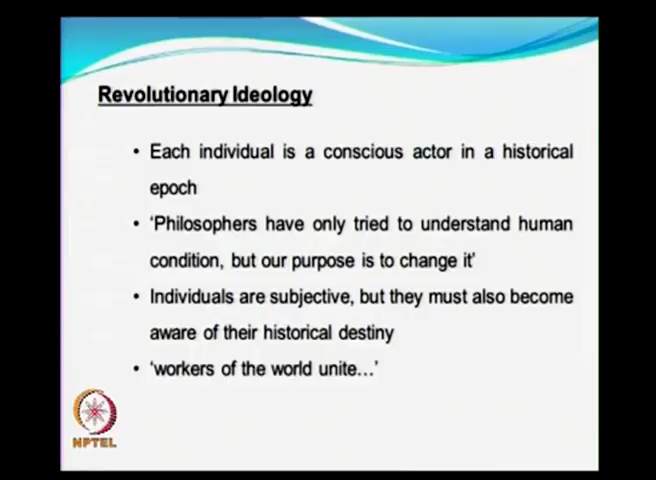 Revolutionary Ideology
• Each individual is a conscious actor in a historical
epoch
• ‘Philosophers have only tried to understand human
condition, but our purpose is to change it’
• Individuals are subjective, but they must also become
aware of their historical destiny
• ‘workers of the world unite…’
NPTEL